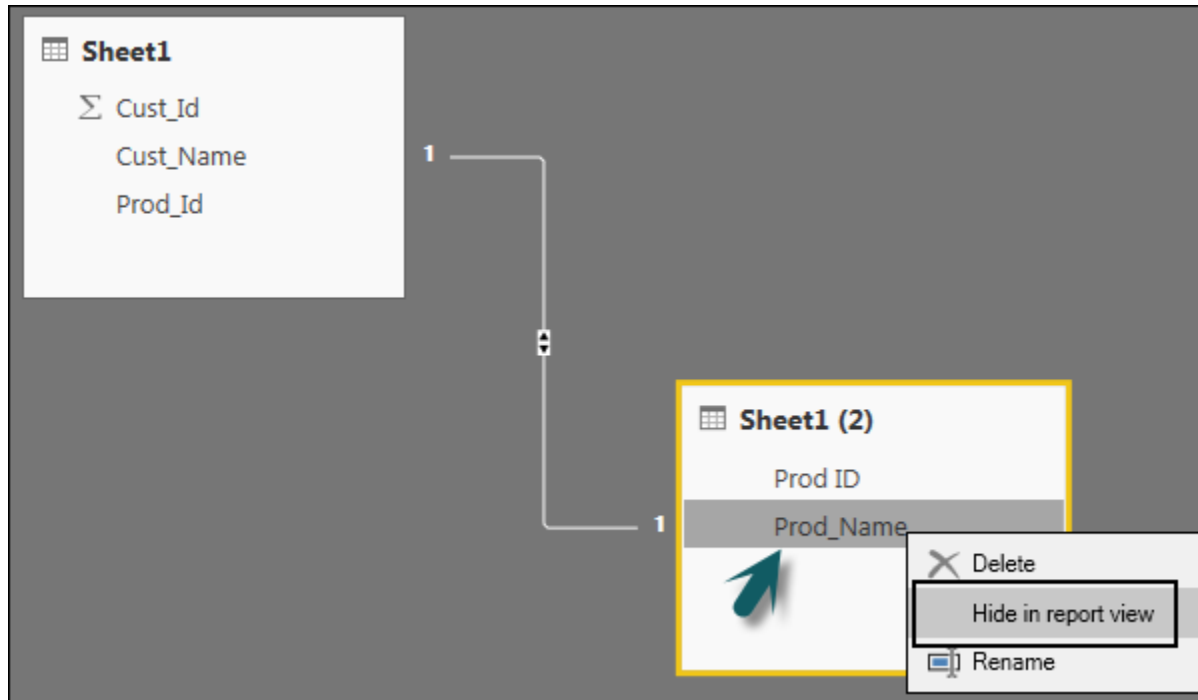 Sheet1
Σ Cust_Id
Cust_Name
Prod_Id
1
1
Sheet1 (2)
Prod ID
Prod_Name
Delete
Hide in report view
Rename